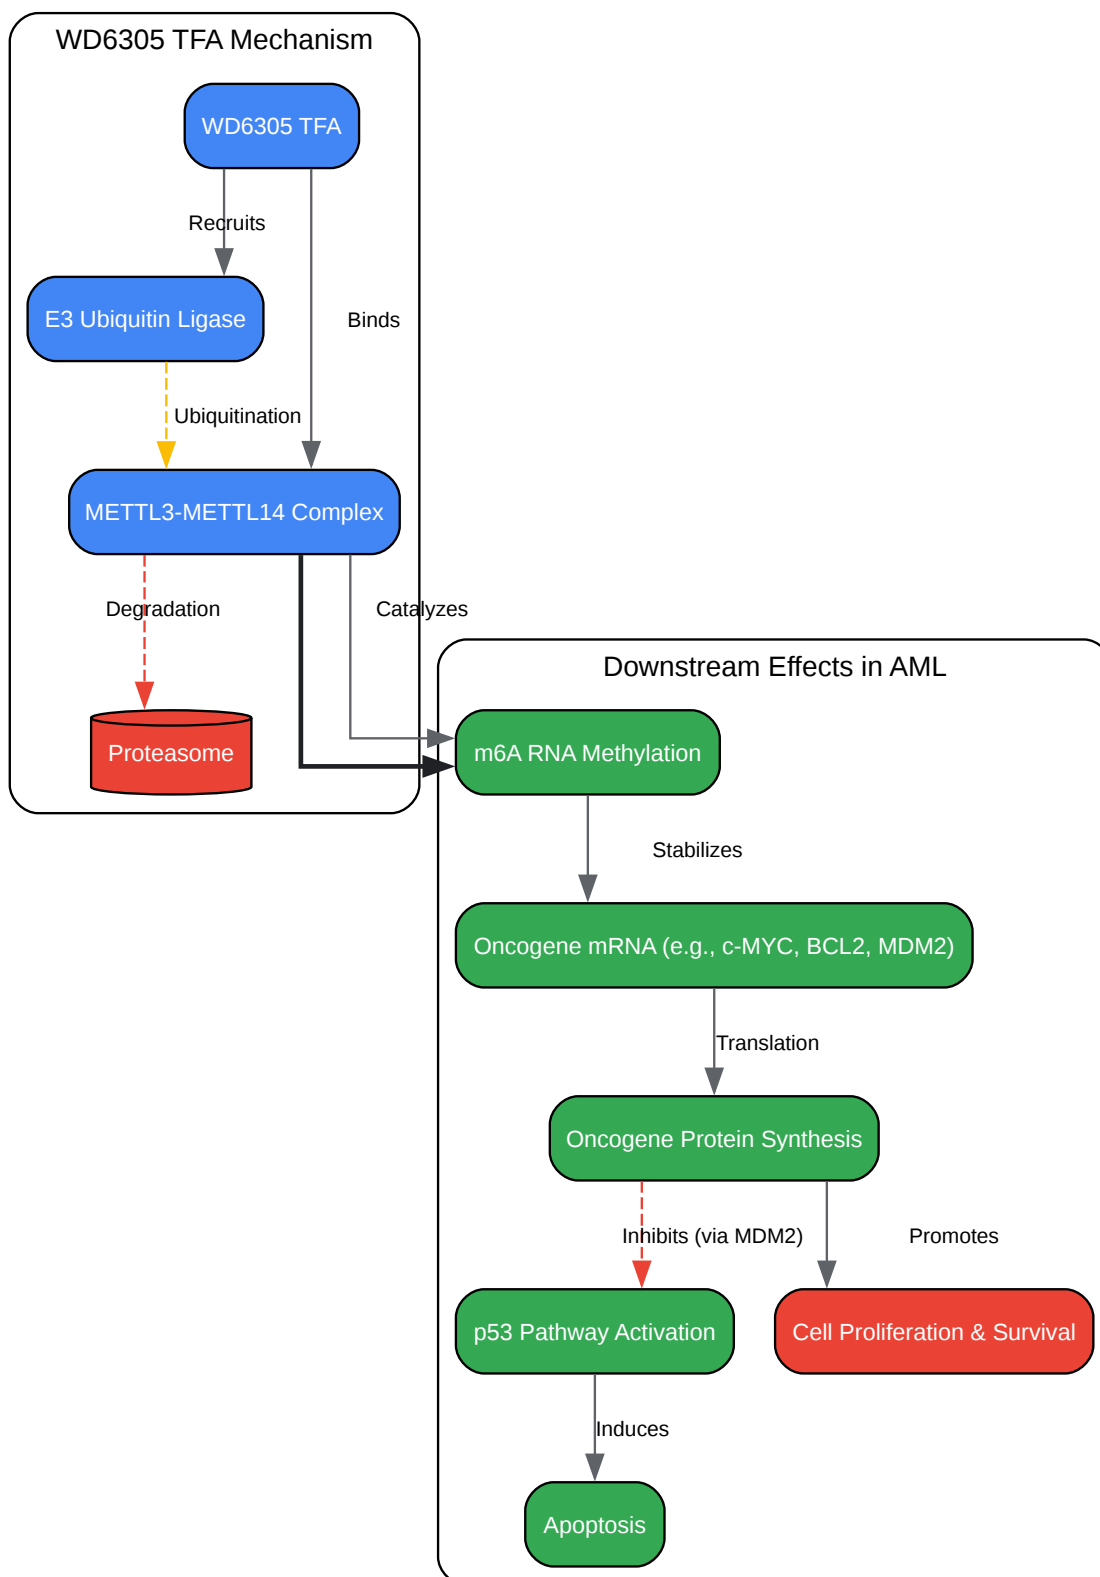 WD6305 TFA Mechanism
WD6305 TFA
Recruits
E3 Ubiquitin Ligase
Binds
Ubiquitination
METTL3-METTL14 Complex
Degradation
Catalyzes
Proteasome
Downstream Effects in AML
m6A RNA Methylation
Stabilizes
Oncogene mRNA (e.g., c-MYC, BCL2, MDM2)
Translation
Oncogene Protein Synthesis
Inhibits (via MDM2)
Promotes
p53 Pathway Activation
Cell Proliferation & Survival
Induces
Apoptosis